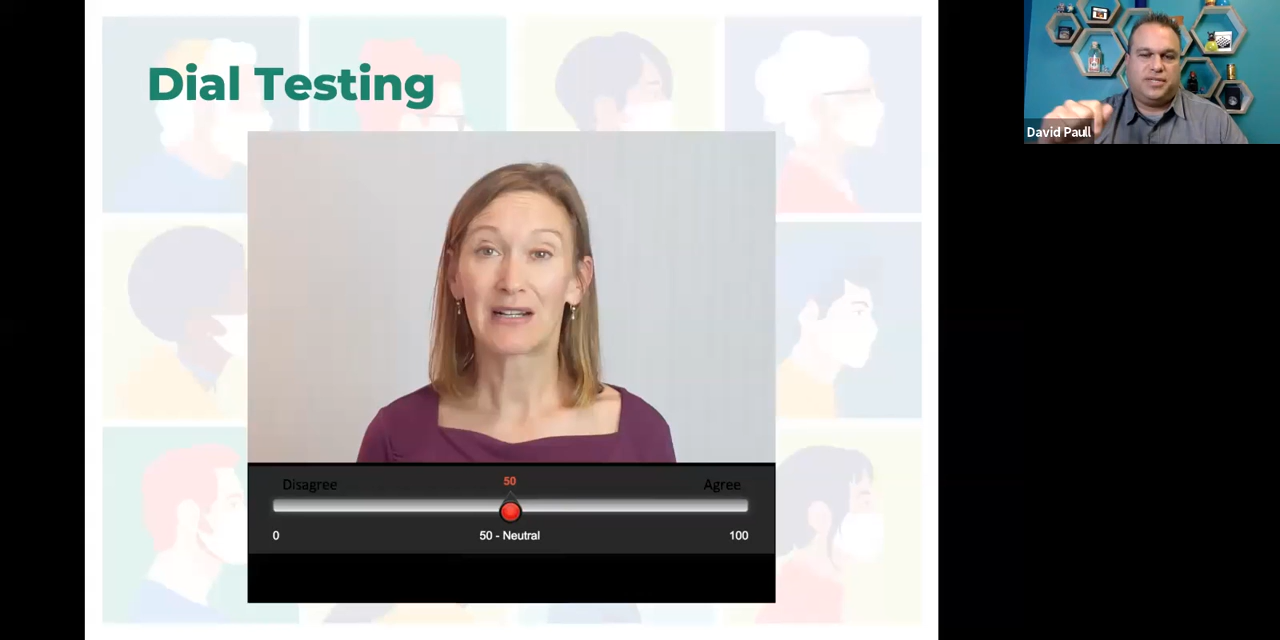 Dial Testing
David Paull
50
Disagree
Agree
0
50 - Neutral
100